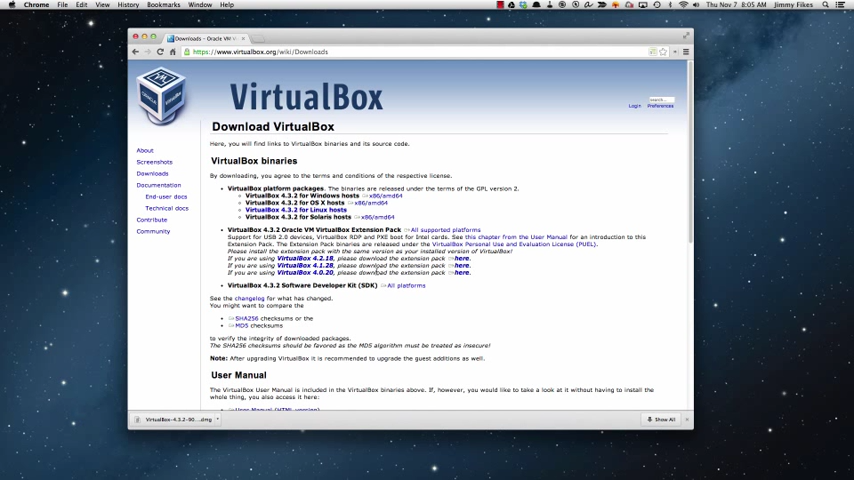 Chrome File Edit View History Bookmarks Window Help Thu Nov 7 8:05 AM Jimmy Fikes
Downloads – Oracle VM Vi
https://www.virtualbox.org/wiki/Downloads
VirtualBox
search...
Login Preferences
Download VirtualBox
Here, you will find links to VirtualBox binaries and its source code.
About
Screenshots
Downloads
Documentation
End-user docs
Technical docs
Contribute
Community
VirtualBox binaries
By downloading, you agree to the terms and conditions of the respective license.
VirtualBox platform packages. The binaries are released under the terms of the GPL version 2.
VirtualBox 4.3.2 for Windows hosts x86/amd64
VirtualBox 4.3.2 for OS X hosts x86/amd64
VirtualBox 4.3.2 for Linux hosts
VirtualBox 4.3.2 for Solaris hosts x86/amd64
VirtualBox 4.3.2 Oracle VM VirtualBox Extension Pack All supported platforms
Support for USB 2.0 devices, VirtualBox RDP and PXE boot for Intel cards. See this chapter from the User Manual for an introduction to this
Extension Pack. The Extension Pack binaries are released under the VirtualBox Personal Use and Evaluation License (PUEL).
Please install the extension pack with the same version as your installed version of VirtualBox!
If you are using VirtualBox 4.2.18, please download the extension pack here.
If you are using VirtualBox 4.1.28, please download the extension pack here.
If you are using VirtualBox 4.0.20, please download the extension pack here.
VirtualBox 4.3.2 Software Developer Kit (SDK) All platforms
See the changelog for what has changed.
You might want to compare the
SHA256 checksums or the
MD5 checksums
to verify the integrity of downloaded packages.
The SHA256 checksums should be favored as the MD5 algorithm must be treated as insecure!
Note: After upgrading VirtualBox it is recommended to upgrade the guest additions as well.
User Manual
The VirtualBox User Manual is included in the VirtualBox binaries above. If, however, you would like to take a look at it without having to install the
whole thing, you also access it here:
User Manual (HTML version)
VirtualBox-4.3.2-90....dmg Show All